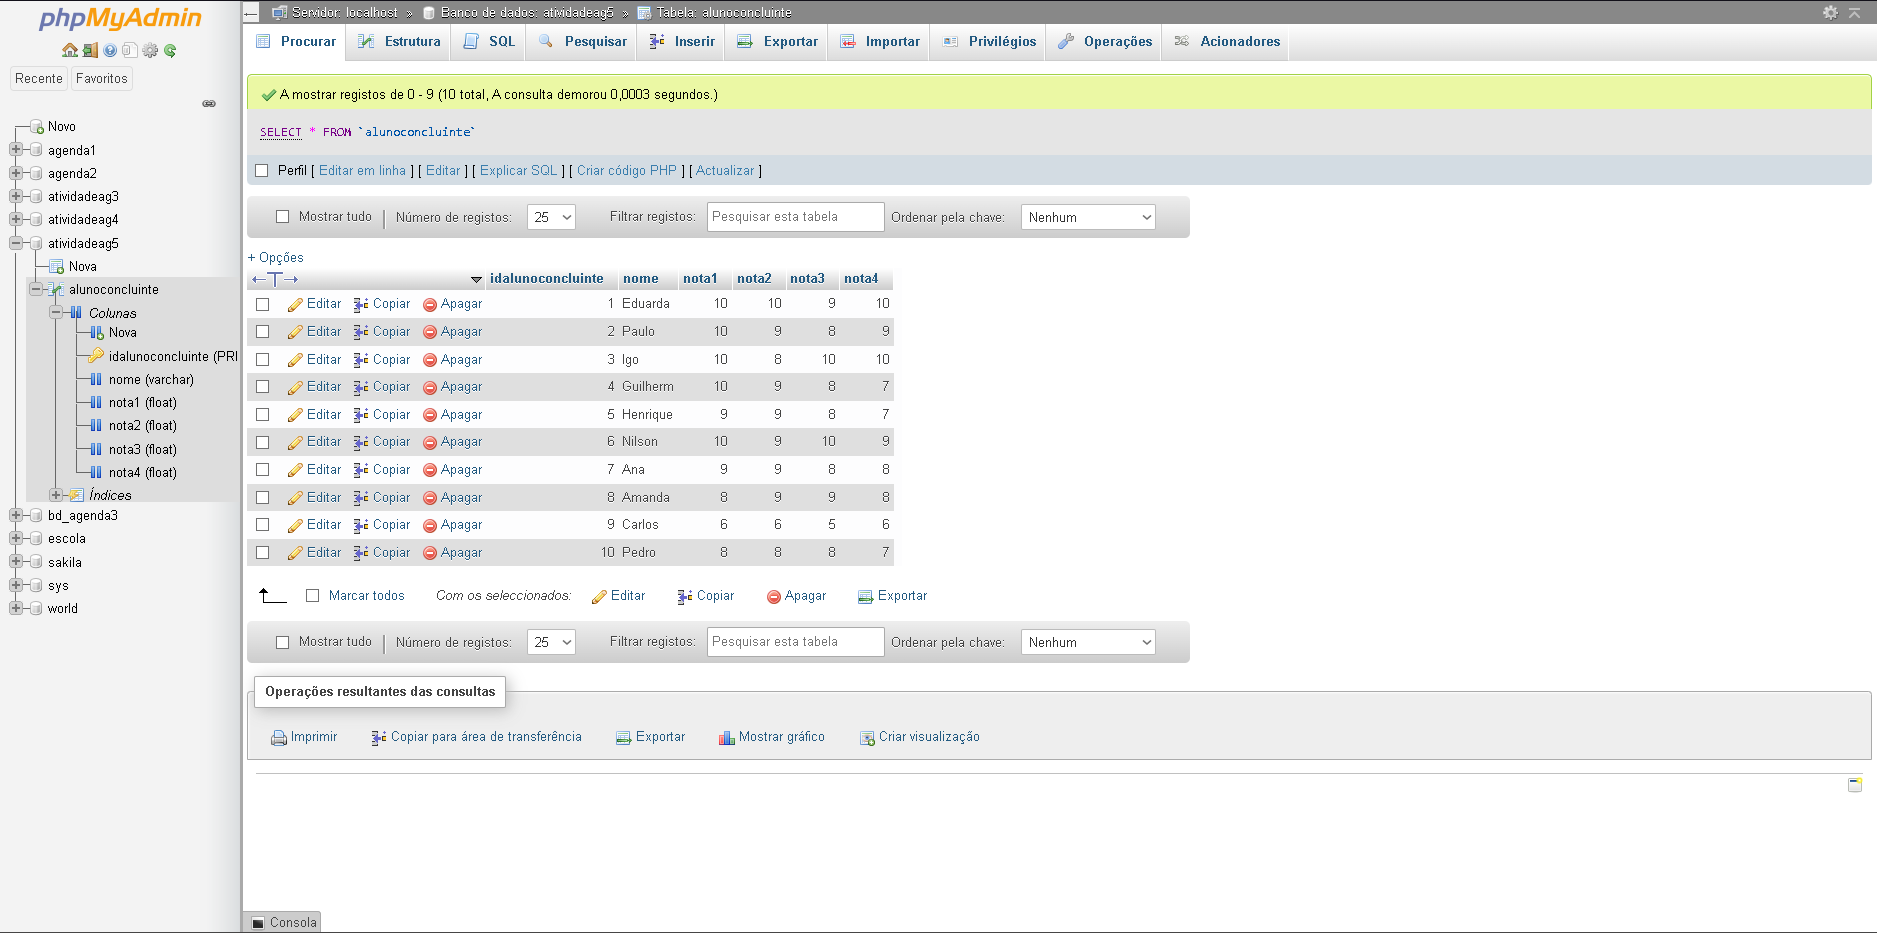 phpMyAdmin
Recente Favoritos
Novo
agenda1
agenda2
atividadeag3
atividadeag4
atividadeag5
Nova
alunoconcluinte
Colunas
Nova
idalunoconcluinte (PRI
nome (varchar)
nota1 (float)
nota2 (float)
nota3 (float)
nota4 (float)
Índices
bd_agenda3
escola
sakila
sys
world
Servidor: localhost » Banco de dados: atividadeag5 » Tabela: alunoconcluinte
Procurar Estrutura SQL Pesquisar Inserir Exportar Importar Privilégios Operações Acionadores
A mostrar registos de 0 - 9 (10 total, A consulta demorou 0,0003 segundos.)
SELECT * FROM `alunoconcluinte`
Perfil [ Editar em linha ] [ Editar ] [ Explicar SQL ] [ Criar código PHP ] [ Actualizar ]
Mostrar tudo | Número de registos: 25 Filtrar registos: Pesquisar esta tabela Ordenar pela chave: Nenhum
+ Opções
←T→ idalunoconcluinte nome nota1 nota2 nota3 nota4
Editar Copiar Apagar 1 Eduarda 10 10 9 10
Editar Copiar Apagar 2 Paulo 10 9 8 9
Editar Copiar Apagar 3 Igo 10 8 10 10
Editar Copiar Apagar 4 Guilherm 10 9 8 7
Editar Copiar Apagar 5 Henrique 9 9 8 7
Editar Copiar Apagar 6 Nilson 10 9 10 9
Editar Copiar Apagar 7 Ana 9 9 8 8
Editar Copiar Apagar 8 Amanda 8 9 9 8
Editar Copiar Apagar 9 Carlos 6 6 5 6
Editar Copiar Apagar 10 Pedro 8 8 8 7
Marcar todos Com os seleccionados: Editar Copiar Apagar Exportar
Mostrar tudo | Número de registos: 25 Filtrar registos: Pesquisar esta tabela Ordenar pela chave: Nenhum
Operações resultantes das consultas
Imprimir Copiar para área de transferência Exportar Mostrar gráfico Criar visualização
Consola